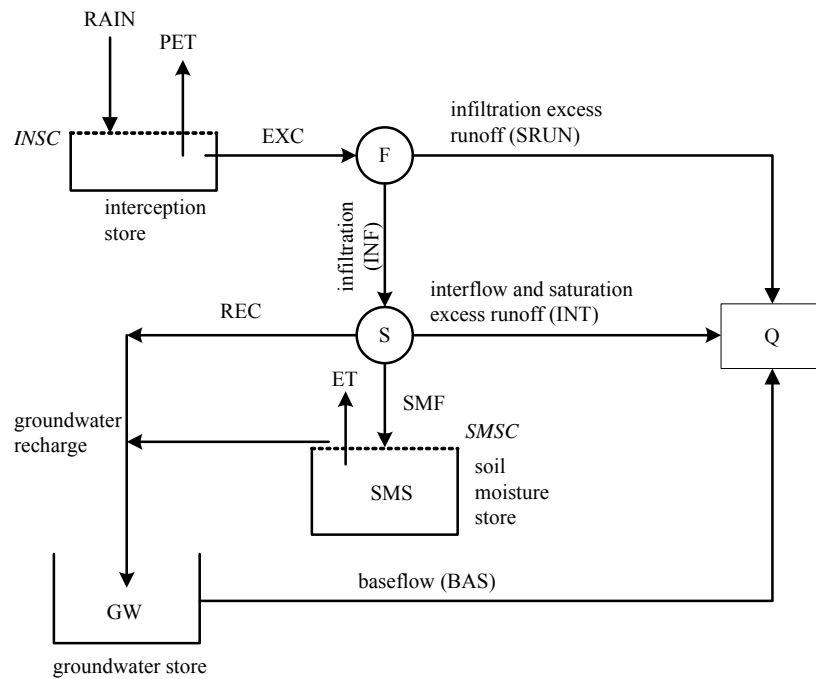 RAIN
PET
INSC
EXC
F
infiltration excess
runoff (SRUN)
interception
store
infiltration
(INF)
REC
S
interflow and saturation
excess runoff (INT)
Q
ET
SMF
groundwater
recharge
SMSC
SMS
soil
moisture
store
GW
baseflow (BAS)
groundwater store